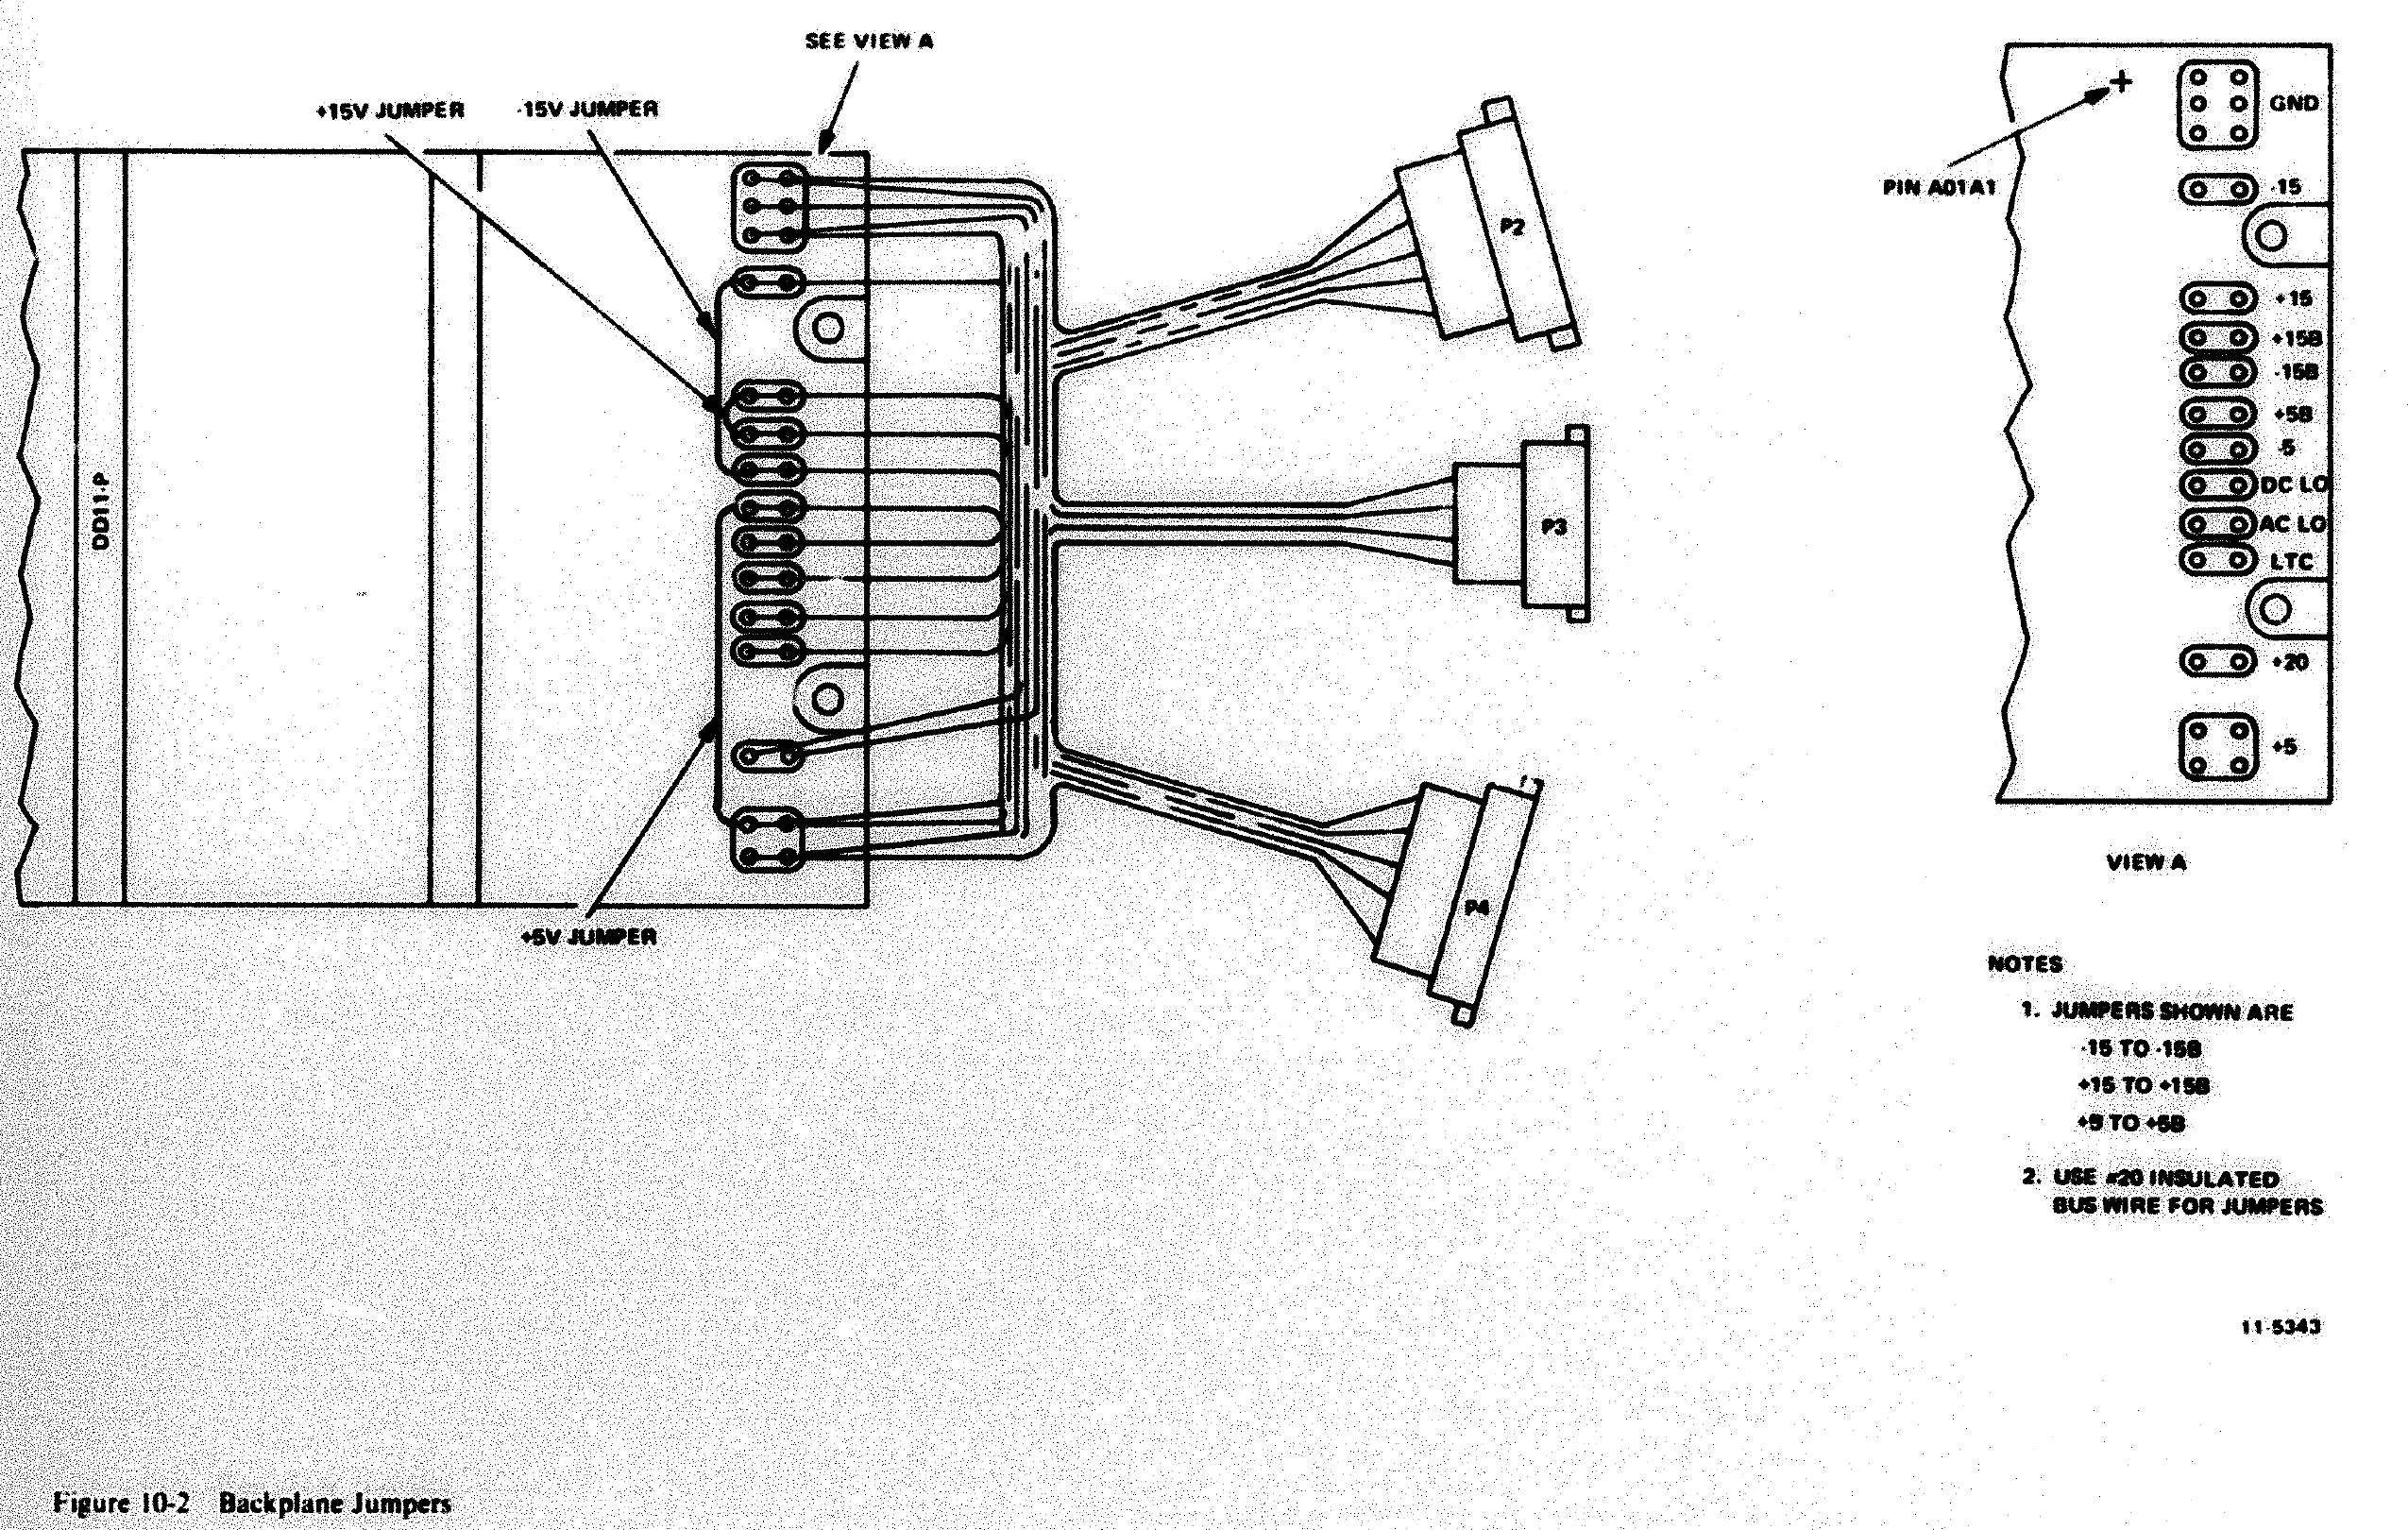 SEE VIEW A
+15V JUMPER
-15V JUMPER
DD11-P
P2
P3
P4
+5V JUMPER
PIN A01A1
GND
-15
+15
+15B
-15B
+5B
-5
DC LO
AC LO
LTC
+20
+5
VIEW A
NOTES
1. JUMPERS SHOWN ARE
-15 TO -15B
+15 TO +15B
+5 TO +5B
2. USE #20 INSULATED
BUS WIRE FOR JUMPERS
11-5343
Figure 10-2 Backplane Jumpers